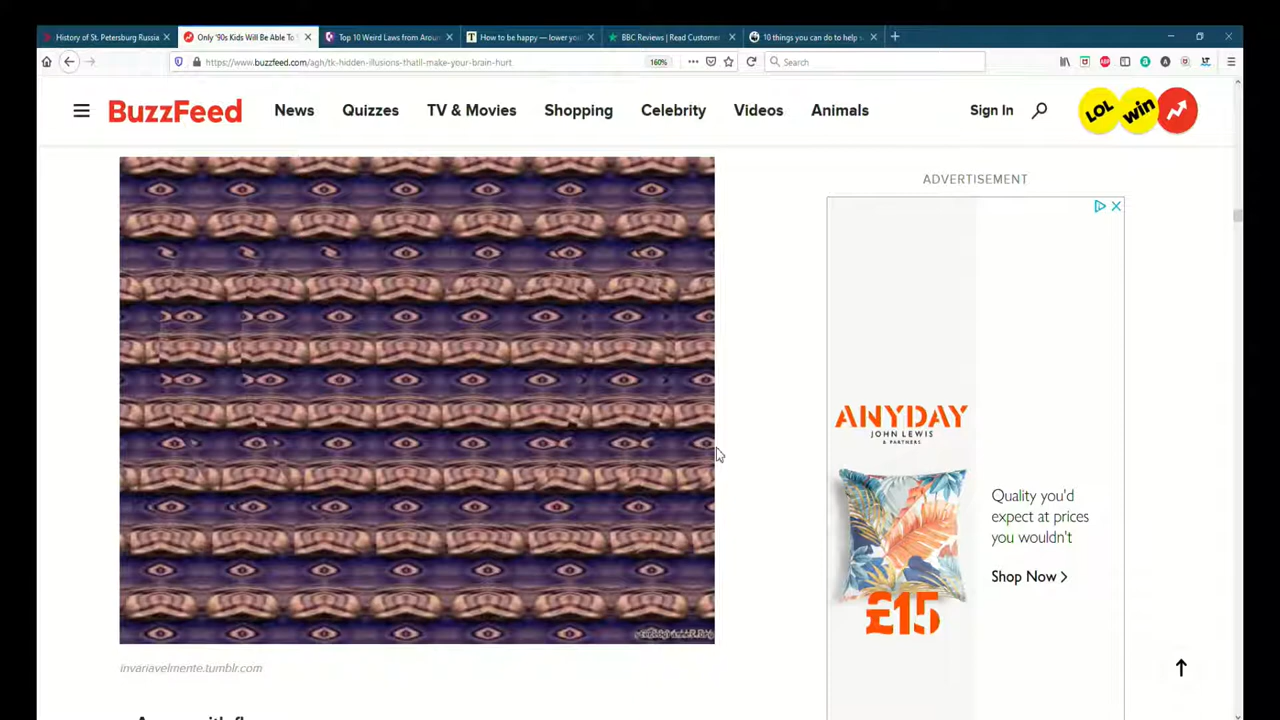 History of St. Petersburg Russia
Only '90s Kids Will Be Able To
Top 10 Weird Laws from Arou
How to be happy — lower you
BBC Reviews | Read Customer
10 things you can do to help
https://www.buzzfeed.com/agh/tk-hidden-illusions-thatll-make-your-brain-hurt
160%
Search
BuzzFeed
News
Quizzes
TV & Movies
Shopping
Celebrity
Videos
Animals
Sign In
LOL
win
ADVERTISEMENT
ANYDAY
JOHN LEWIS
& PARTNERS
Quality you'd
expect at prices
you wouldn't
Shop Now >
£15
invariavelmente.tumblr.com